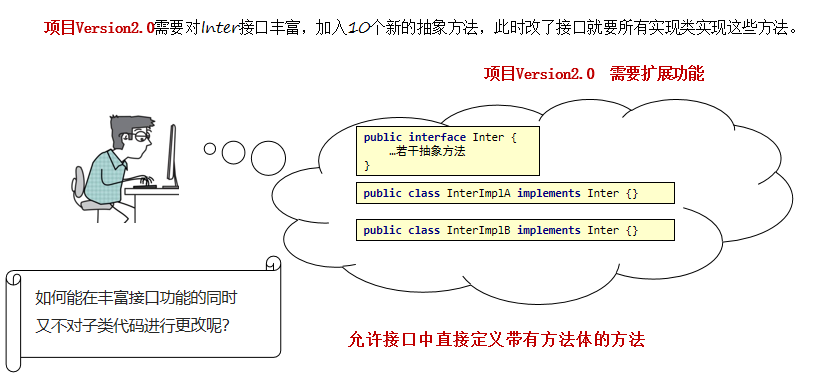 项目Version2.0需要对Inter接口丰富，加入10个新的抽象方法，此时改了接口就要所有实现类实现这些方法。
项目Version2.0 需要扩展功能
public interface Inter {
…若干抽象方法
}
public class InterImplA implements Inter {}
public class InterImplB implements Inter {}
如何能在丰富接口功能的同时
又不对子类代码进行更改呢?
允许接口中直接定义带有方法体的方法